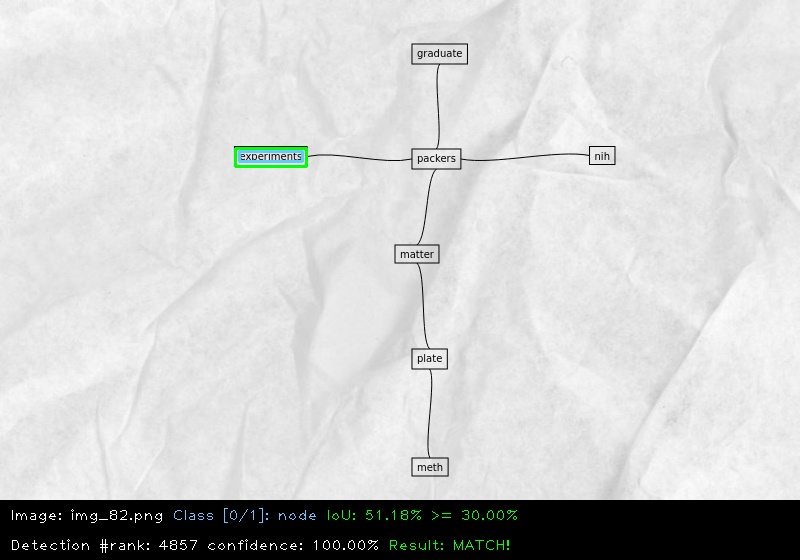 graduate
experiments
packers
nih
matter
plate
meth
Image: img_82.png Class [0/1]: node IoU: 51.18% >= 30.00%
Detection #rank: 4857 confidence: 100.00% Result: MATCH!